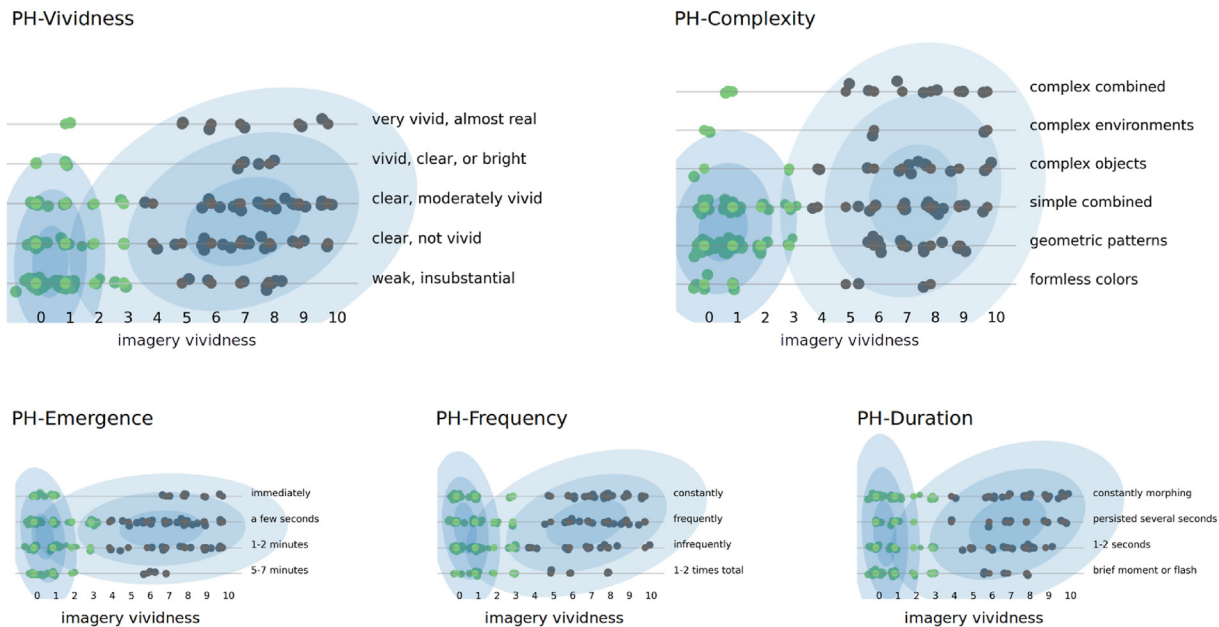 PH-Vividness
very vivid, almost real
vivid, clear, or bright
clear, moderately vivid
clear, not vivid
weak, insubstantial
0 1 2 3 4 5 6 7 8 9 10
imagery vividness
PH-Complexity
complex combined
complex environments
complex objects
simple combined
geometric patterns
formless colors
0 1 2 3 4 5 6 7 8 9 10
imagery vividness
PH-Emergence
immediately
a few seconds
1-2 minutes
5-7 minutes
0 1 2 3 4 5 6 7 8 9 10
imagery vividness
PH-Frequency
constantly
frequently
infrequently
1-2 times total
0 1 2 3 4 5 6 7 8 9 10
imagery vividness
PH-Duration
constantly morphing
persisted several seconds
1-2 seconds
brief moment or flash
0 1 2 3 4 5 6 7 8 9 10
imagery vividness